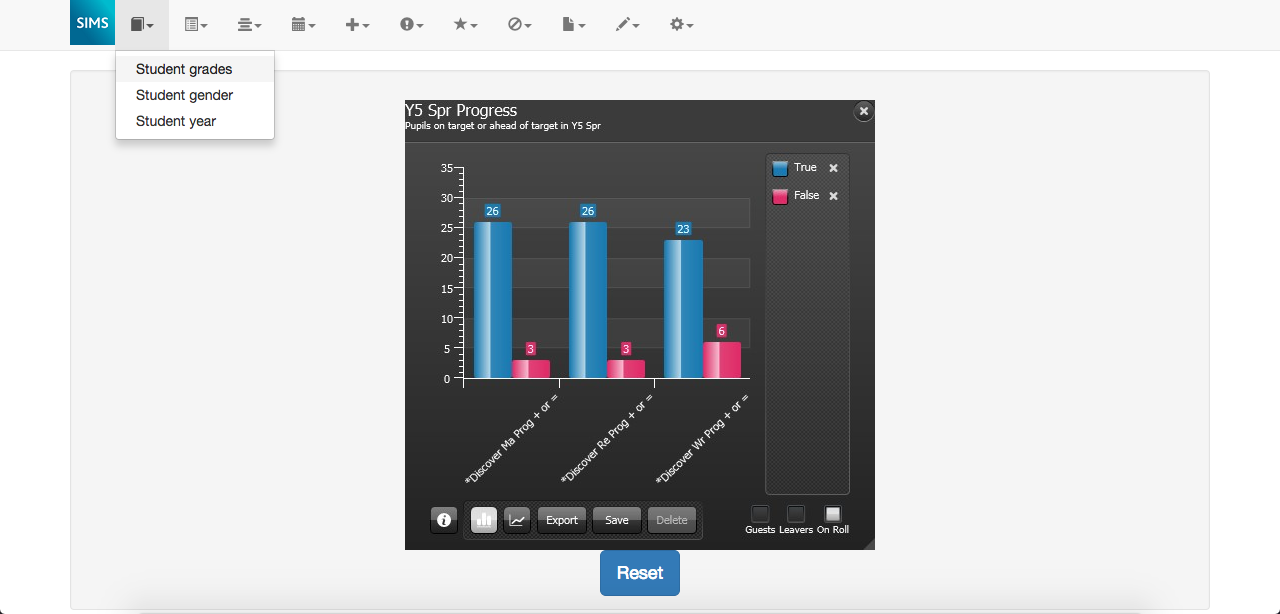 SIMS
Student grades
Student gender
Student year
Y5 Spr Progress
Pupils on target or ahead of target in Y5 Spr
True
False
35
30
25
20
15
10
5
0
26
3
26
3
23
6
*Discover Ma Prog + or =
*Discover Re Prog + or =
*Discover Wr Prog + or =
Export
Save
Delete
Guests Leavers On Roll
Reset